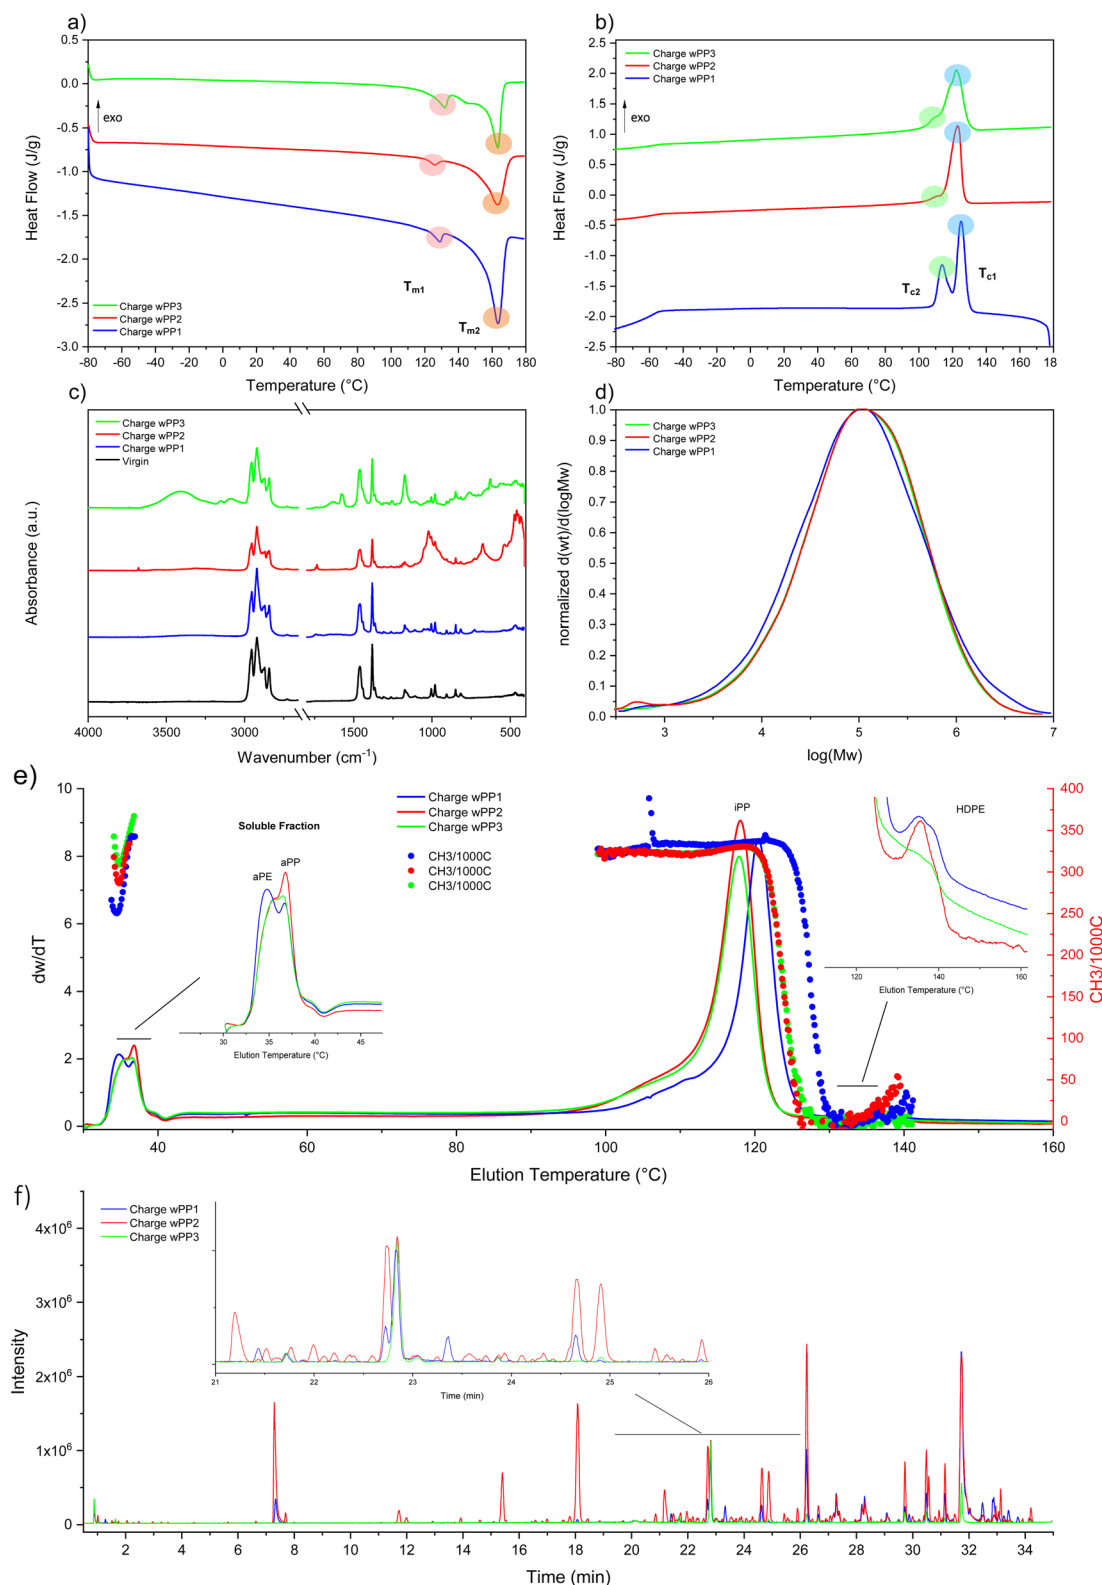 a)
0.5
0.0
-0.5
-1.0
-1.5
-2.0
-2.5
-3.0
Heat Flow (J/g)
exo
Tm1
Tm2
Charge wPP3
Charge wPP2
Charge wPP1
-80 -60 -40 -20 0 20 40 60 80 100 120 140 160 180
Temperature (°C)
b)
2.5
2.0
1.5
1.0
0.5
0.0
-0.5
-1.0
-1.5
-2.0
-2.5
Heat Flow (J/g)
Charge wPP3
Charge wPP2
Charge wPP1
exo
Tc2
Tc1
-80 -60 -40 -20 0 20 40 60 80 100 120 140 160 18
Temperature (°C)
c)
Charge wPP3
Charge wPP2
Charge wPP1
Virgin
Absorbance (a.u.)
4000 3000 1500 1000 500
Wavenumber (cm-1)
d)
1.0
0.9
0.8
0.7
0.6
0.5
0.4
0.3
0.2
0.1
0.0
normalized d(wt)/d(logMw)
Charge wPP3
Charge wPP2
Charge wPP1
3 4 5 6 7
log(Mw)
e)
10
8
6
4
2
0
dw/dT
Soluble Fraction
aPE
aPP
30 35 40 45
Elution Temperature (°C)
Charge wPP1
Charge wPP2
Charge wPP3
CH3/1000C
CH3/1000C
CH3/1000C
iPP
HDPE
120 140 160
Elution Temperature (°C)
400
350
300
250
200
150
100
50
0
CH3/1000C
40 60 80 100 120 140 160
Elution Temperature (°C)
f)
Charge wPP1
Charge wPP2
Charge wPP3
4x10⁶
3x10⁶
2x10⁶
1x10⁶
0
Intensity
21 22 23 24 25 26
Time (min)
2 4 6 8 10 12 14 16 18 20 22 24 26 28 30 32 34
Time (min)